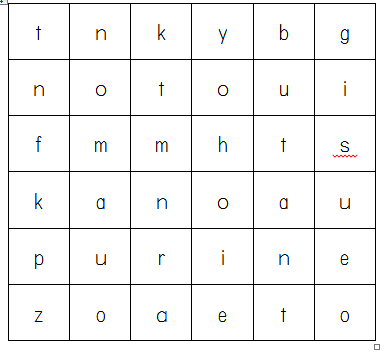 t n k y b g
n o t o u i
f m m h t s
k a n o a u
p u r i n e
z o a e t o